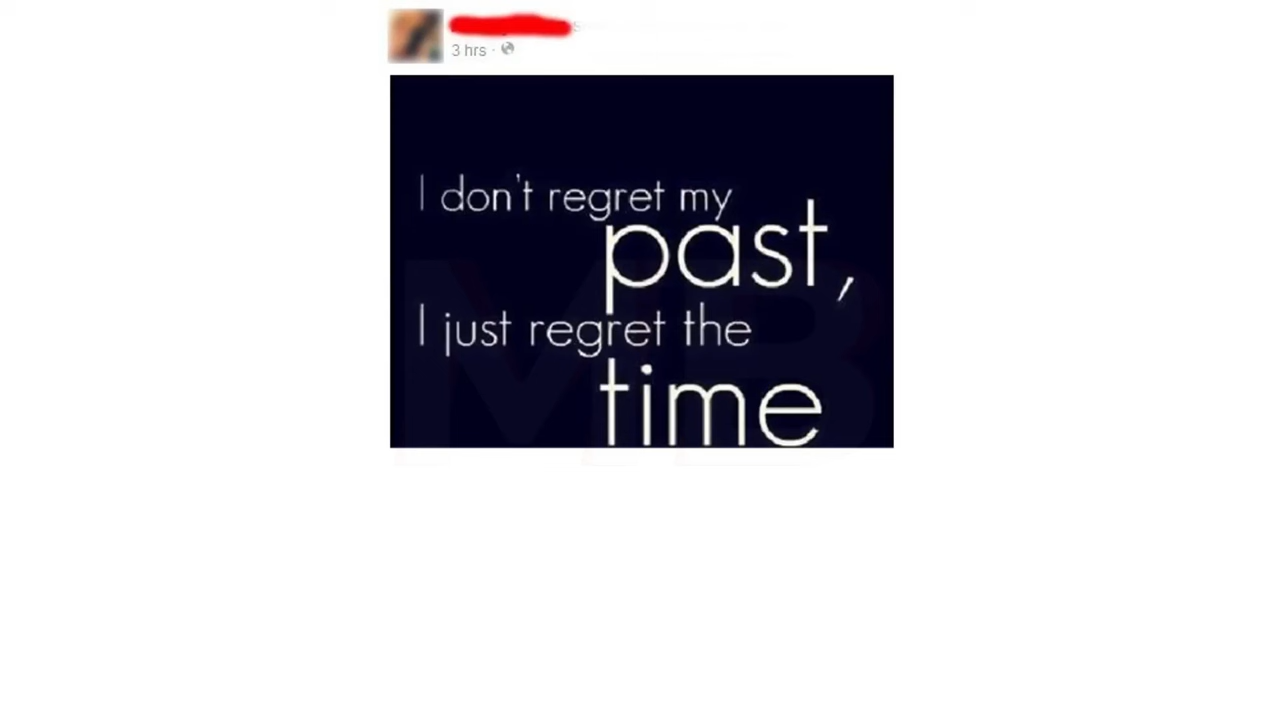 3 hrs ·
I don't regret my
past,
I just regret the
time